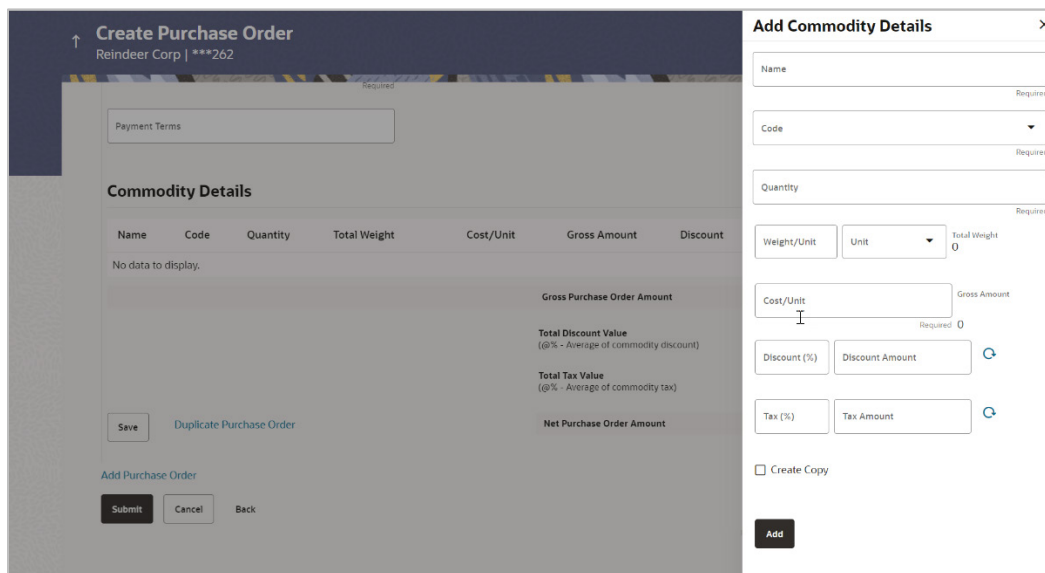 Create Purchase Order
Reindeer Corp | ***262
Required
Payment Terms
Commodity Details
Name Code Quantity Total Weight Cost/Unit Gross Amount Discount
No data to display.
Gross Purchase Order Amount
Total Discount Value
(@% - Average of commodity discount)
Total Tax Value
(@% - Average of commodity tax)
Save Duplicate Purchase Order Net Purchase Order Amount
Add Purchase Order
Submit Cancel Back
Add Commodity Details
Name
Required
Code
Required
Quantity
Required
Weight/Unit Unit Total Weight
0
Cost/Unit Gross Amount
Required 0
Discount (%) Discount Amount
Tax (%) Tax Amount
Create Copy
Add